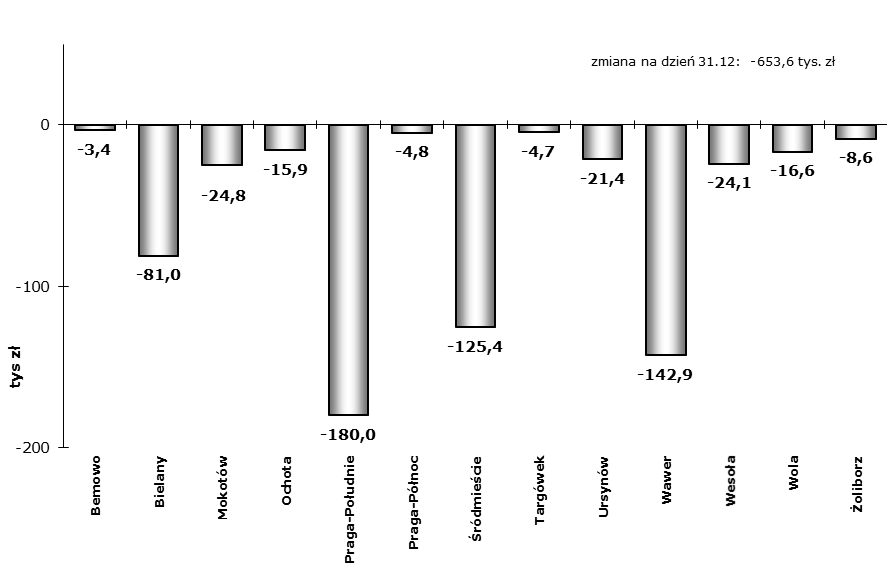 zmiana na dzień 31.12: -653,6 tys. zł
0
-100
-200
tys zł
-3,4
-81,0
-24,8
-15,9
-180,0
-4,8
-125,4
-4,7
-21,4
-142,9
-24,1
-16,6
-8,6
Bemowo
Bielany
Mokotów
Ochota
Praga-Południe
Praga-Północ
Śródmieście
Targówek
Ursynów
Wawer
Wesoła
Wola
Żoliborz